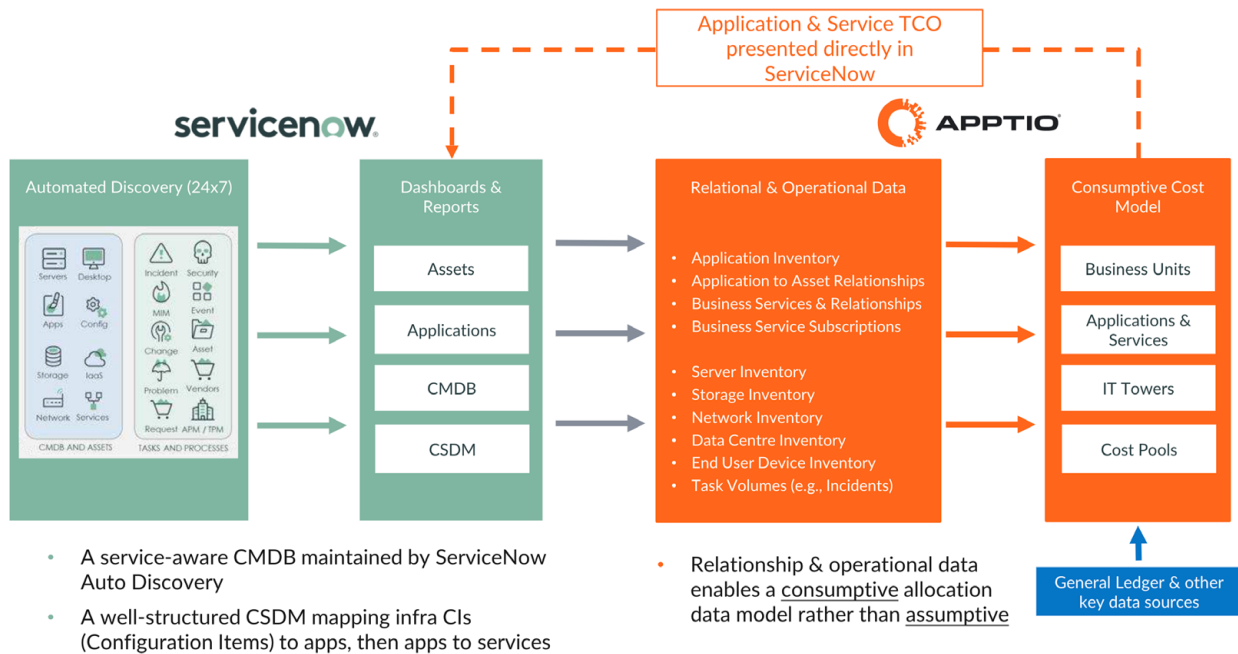 Application & Service TCO
presented directly in
ServiceNow
servicenow®
APPTIO®
Automated Discovery (24x7)
Servers Desktop
Apps Config
Storage IaaS
Network Services
CMDB AND ASSETS
Incident Security
MIM Event
Change Asset
Problem Vendors
Request APM / TPM
TASKS AND PROCESSES
Dashboards &
Reports
Assets
Applications
CMDB
CSDM
Relational & Operational Data
• Application Inventory
• Application to Asset Relationships
• Business Services & Relationships
• Business Service Subscriptions
• Server Inventory
• Storage Inventory
• Network Inventory
• Data Centre Inventory
• End User Device Inventory
• Task Volumes (e.g., Incidents)
Consumptive Cost
Model
Business Units
Applications &
Services
IT Towers
Cost Pools
General Ledger & other
key data sources
• A service-aware CMDB maintained by ServiceNow
Auto Discovery
• A well-structured CSDM mapping infra CIs
(Configuration Items) to apps, then apps to services
• Relationship & operational data
enables a consumptive allocation
data model rather than assumptive